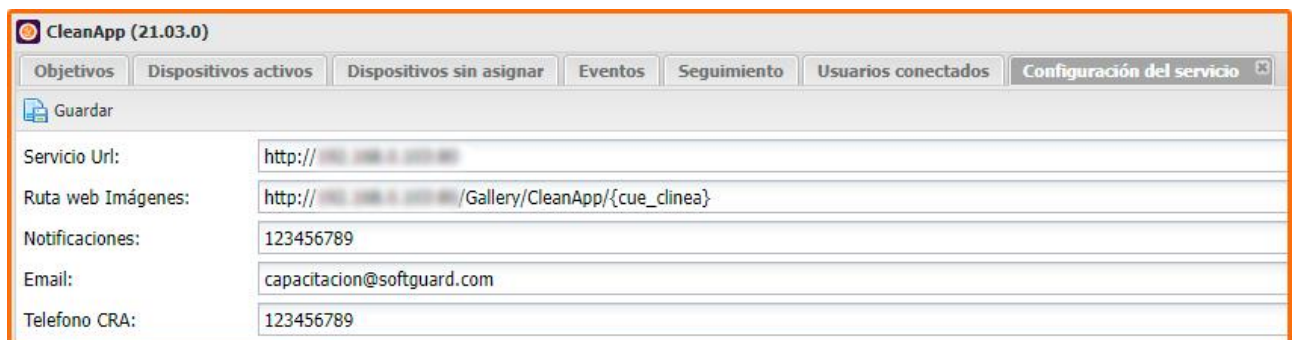 CleanApp (21.03.0)
Objetivos Dispositivos activos Dispositivos sin asignar Eventos Seguimiento Usuarios conectados Configuración del servicio
Guardar
Servicio Url: http://
Ruta web Imágenes: http:// /Gallery/CleanApp/{cue_clinea}
Notificaciones: 123456789
Email: capacitacion@softguard.com
Telefono CRA: 123456789